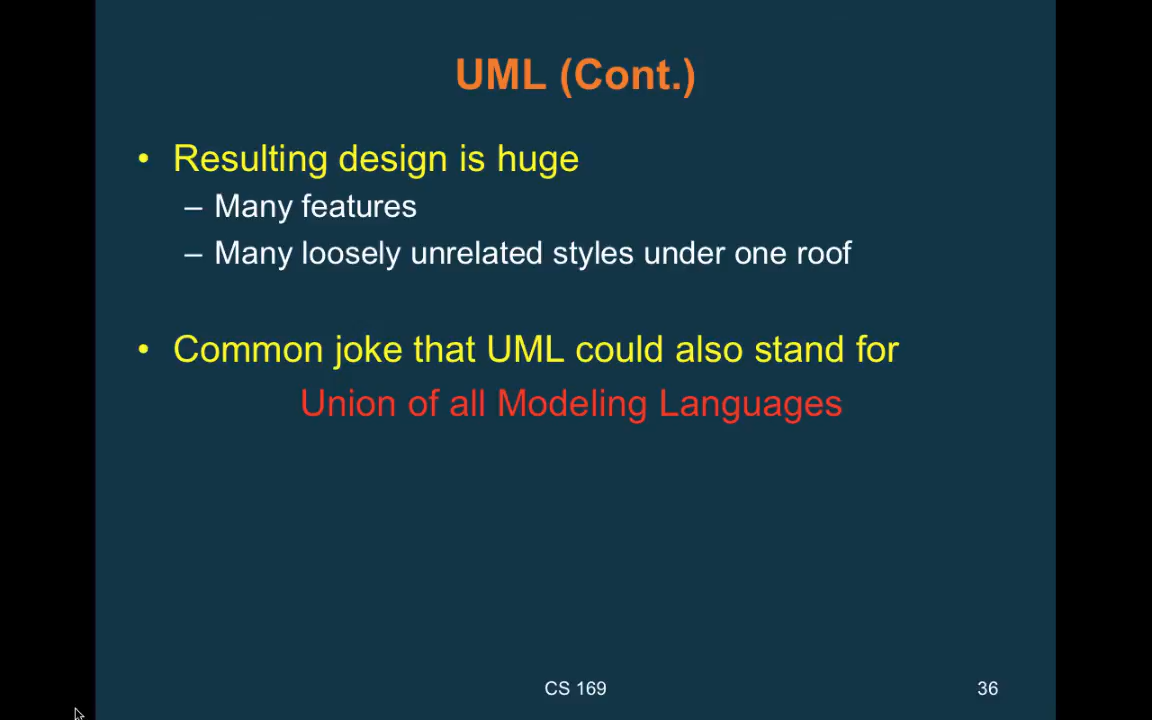 UML (Cont.)
• Resulting design is huge
– Many features
– Many loosely unrelated styles under one roof
• Common joke that UML could also stand for
Union of all Modeling Languages
CS 169
36